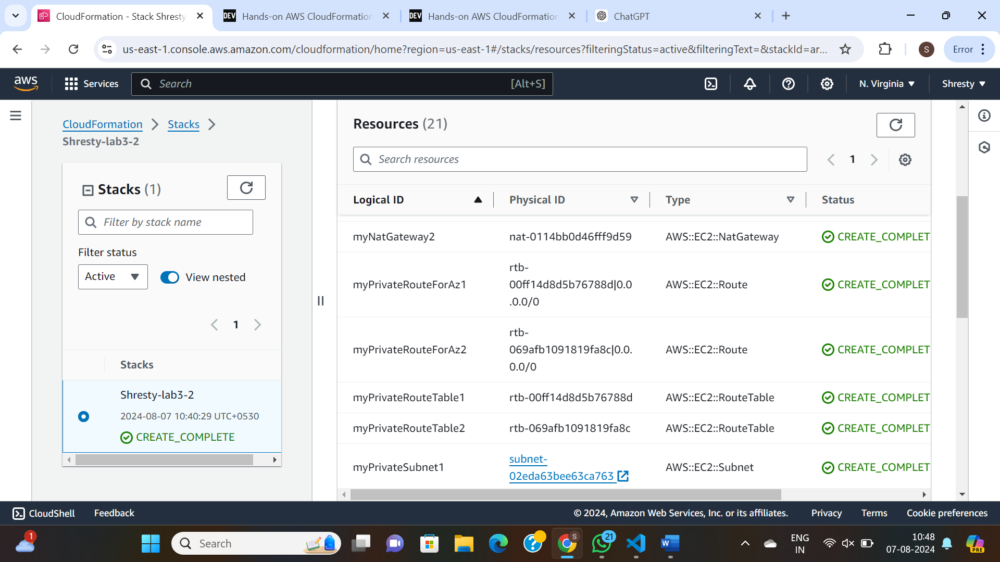 CloudFormation - Stack Shresty
Hands-on AWS CloudFormation
Hands-on AWS CloudFormation
ChatGPT
us-east-1.console.aws.amazon.com/cloudformation/home?region=us-east-1#/stacks/resources?filteringStatus=active&filteringText=&stackId=ar...
S
Error
aws
Services
Search
[Alt+S]
N. Virginia
Shresty
CloudFormation
Stacks
Shresty-lab3-2
Stacks (1)
Filter by stack name
Filter status
Active
View nested
1
Stacks
Shresty-lab3-2
2024-08-07 10:40:29 UTC+0530
CREATE_COMPLETE
Resources (21)
Search resources
1
Logical ID
Physical ID
Type
Status
myNatGateway2
nat-0114bb0d46fff9d59
AWS::EC2::NatGateway
CREATE_COMPLET
myPrivateRouteForAz1
rtb-
00ff14d8d5b76788d|0.0
.0.0/0
AWS::EC2::Route
CREATE_COMPLET
myPrivateRouteForAz2
rtb-
069afb1091819fa8c|0.0.
0.0/0
AWS::EC2::Route
CREATE_COMPLET
myPrivateRouteTable1
rtb-00ff14d8d5b76788d
AWS::EC2::RouteTable
CREATE_COMPLET
myPrivateRouteTable2
rtb-069afb1091819fa8c
AWS::EC2::RouteTable
CREATE_COMPLET
myPrivateSubnet1
subnet-
02eda63bee63ca763
AWS::EC2::Subnet
CREATE_COMPLET
CloudShell
Feedback
© 2024, Amazon Web Services, Inc. or its affiliates.
Privacy
Terms
Cookie preferences
1
Search
S
21
W
ENG
IN
10:48
07-08-2024
PRE
DEV
DEV